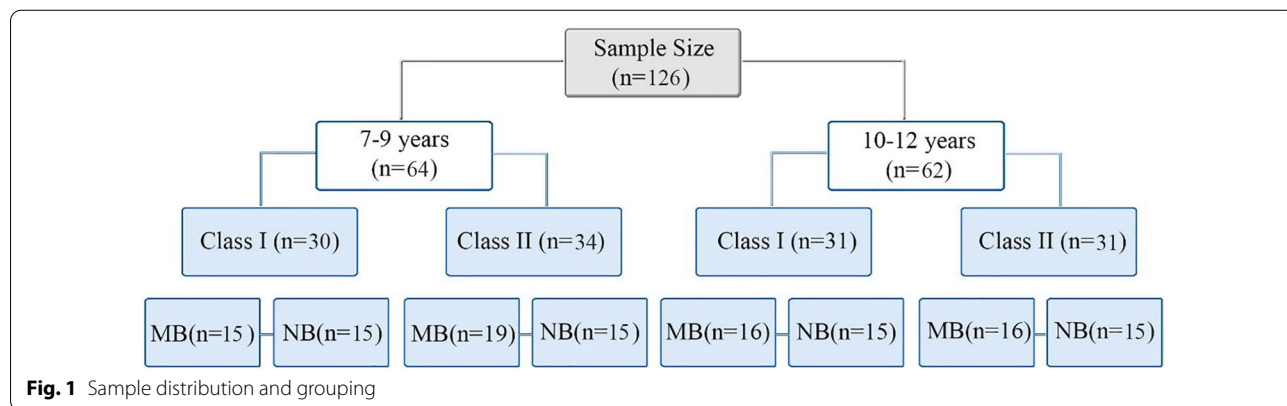 Sample Size
(n=126)
7-9 years
(n=64)
10-12 years
(n=62)
Class I (n=30)
Class II (n=34)
Class I (n=31)
Class II (n=31)
MB(n=15)
NB(n=15)
MB(n=19)
NB(n=15)
MB(n=16)
NB(n=15)
MB(n=16)
NB(n=15)
Fig. 1 Sample distribution and grouping